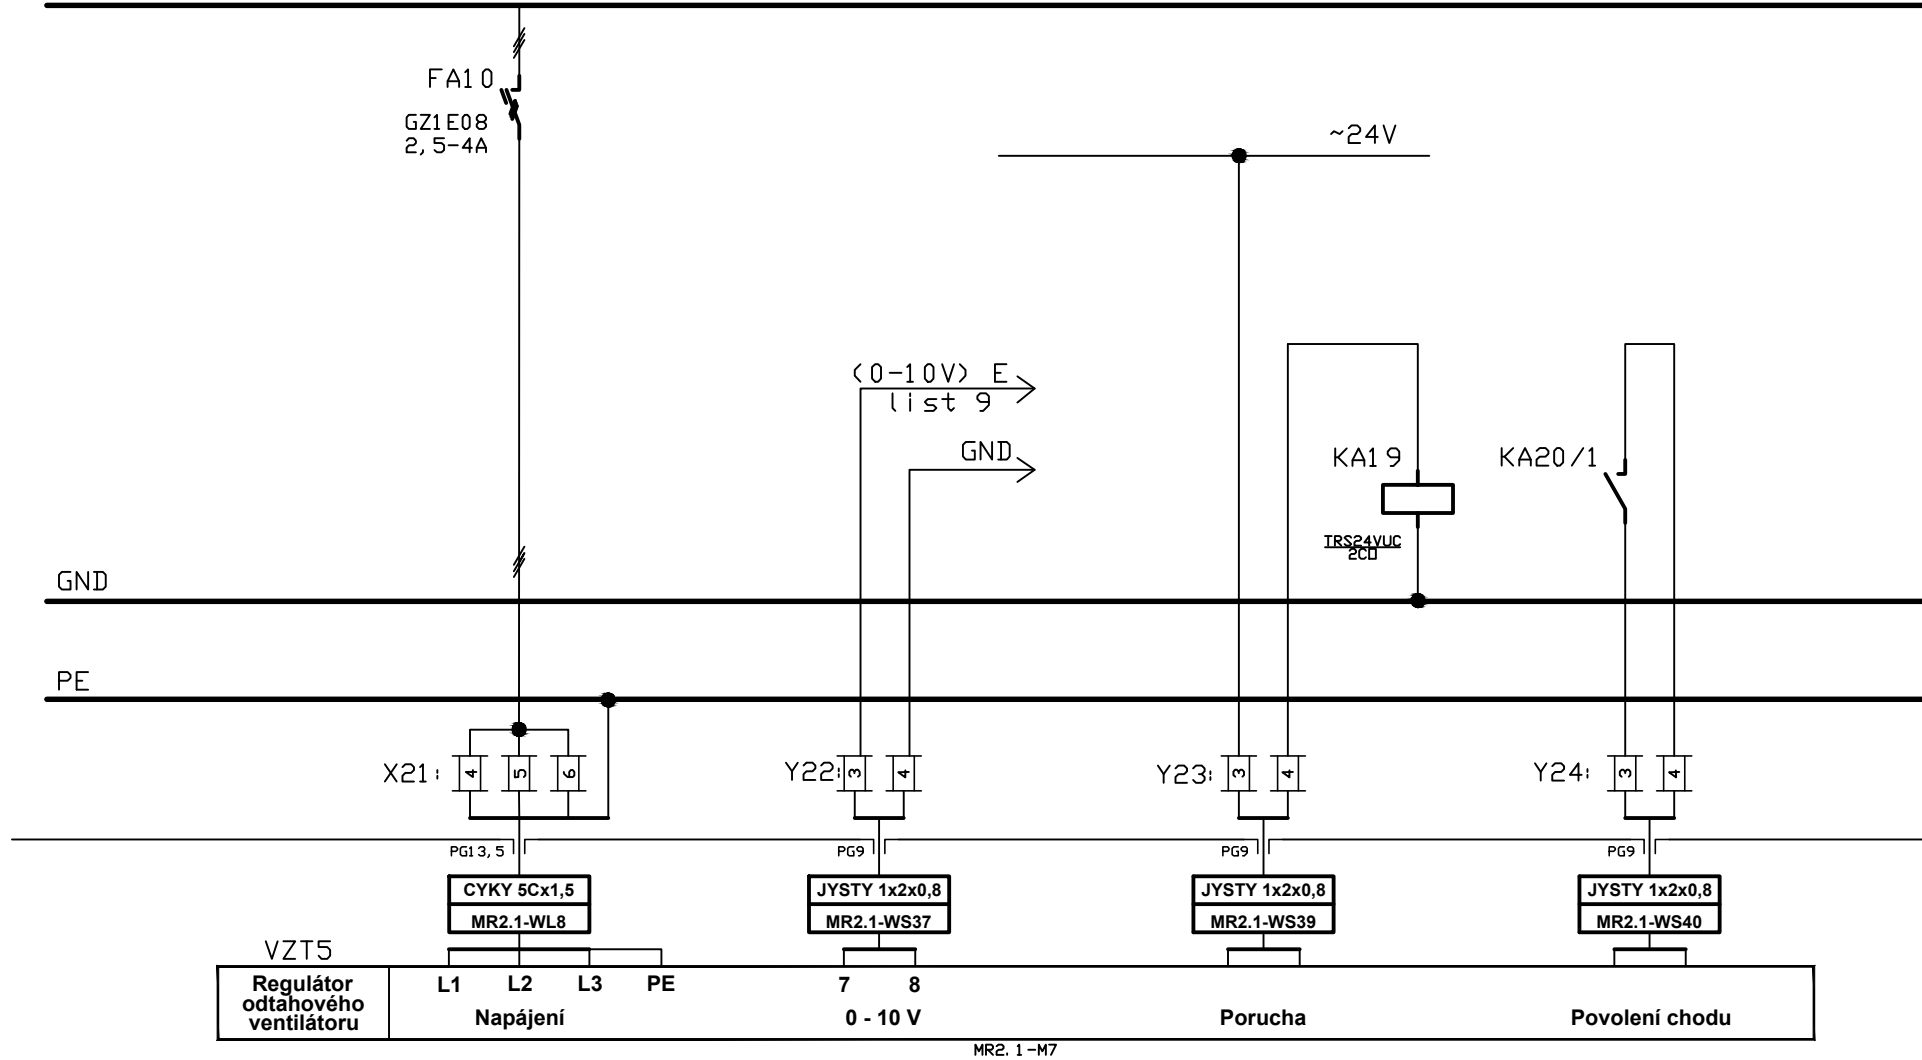 FA10
GZ1E08
2,5-4A
~24V
(0-10V) E
list 9
GND
KA19
KA20/1
TRS24VUC
2CO
GND
PE
X21: 4 5 6
Y22: 3 4
Y23: 3 4
Y24: 3 4
PG13,5
PG9
PG9
PG9
CYKY 5Cx1,5
MR2.1-WL8
JYSTY 1x2x0,8
MR2.1-WS37
JYSTY 1x2x0,8
MR2.1-WS39
JYSTY 1x2x0,8
MR2.1-WS40
VZT5
Regulátor
odtahového
ventilátoru
L1 L2 L3 PE
Napájení
7 8
0 - 10 V
Porucha
Povolení chodu
MR2.1-M7